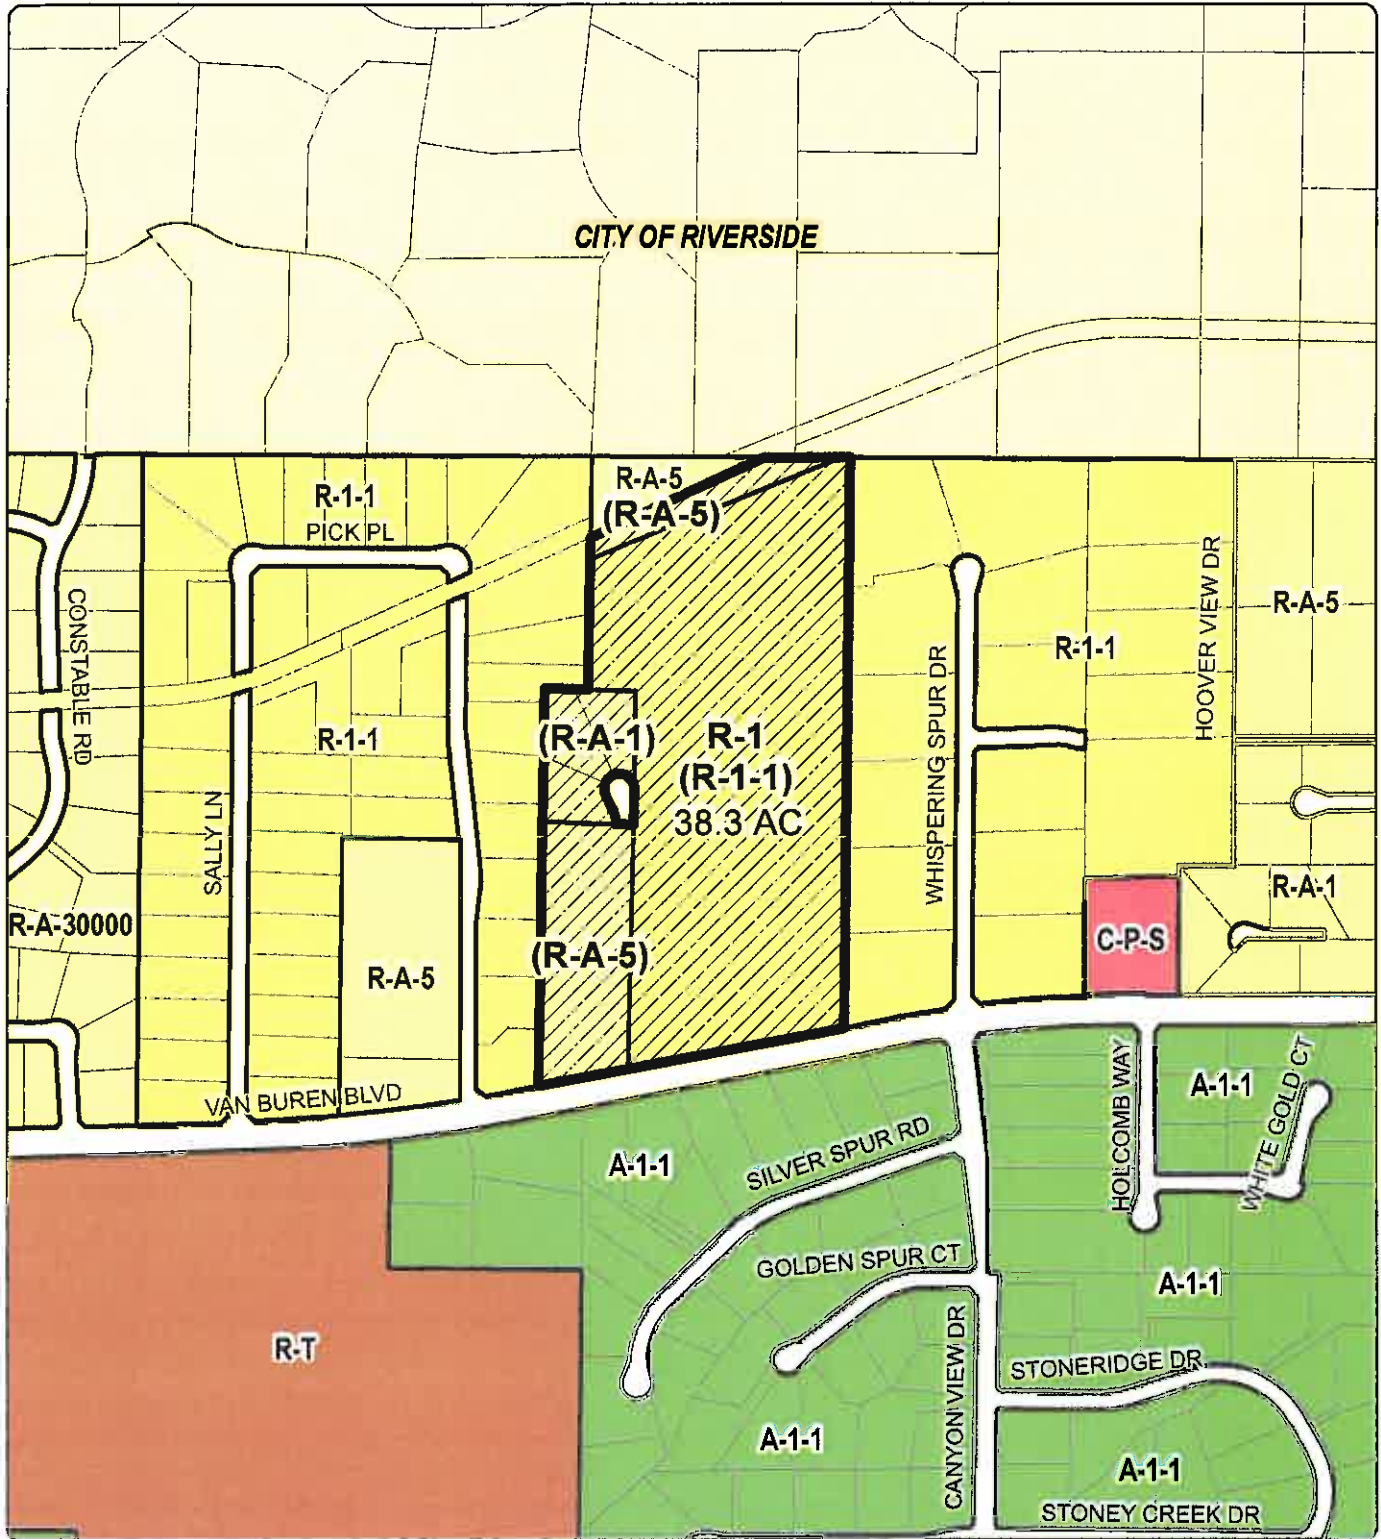 CITY OF RIVERSIDE
R-A-5
(R-A-5)
R-1-1
PICK PL
CONSTABLE RD
HOOVER VIEW DR
R-A-5
R-1-1
WHISPERING SPUR DR
R-1-1
(R-A-1)
R-1
(R-1-1)
38.3 AC
SALLY LN
R-A-30000
R-A-5
(R-A-5)
C-P-S
R-A-1
VAN BUREN BLVD
A-1-1
SILVER SPUR RD
HOLCOMB WAY
A-1-1
WHITE GOLD CT
GOLDEN SPUR CT
A-1-1
R-T
CANYON VIEW DR
STONERIDGE DR
A-1-1
A-1-1
STONEY CREEK DR